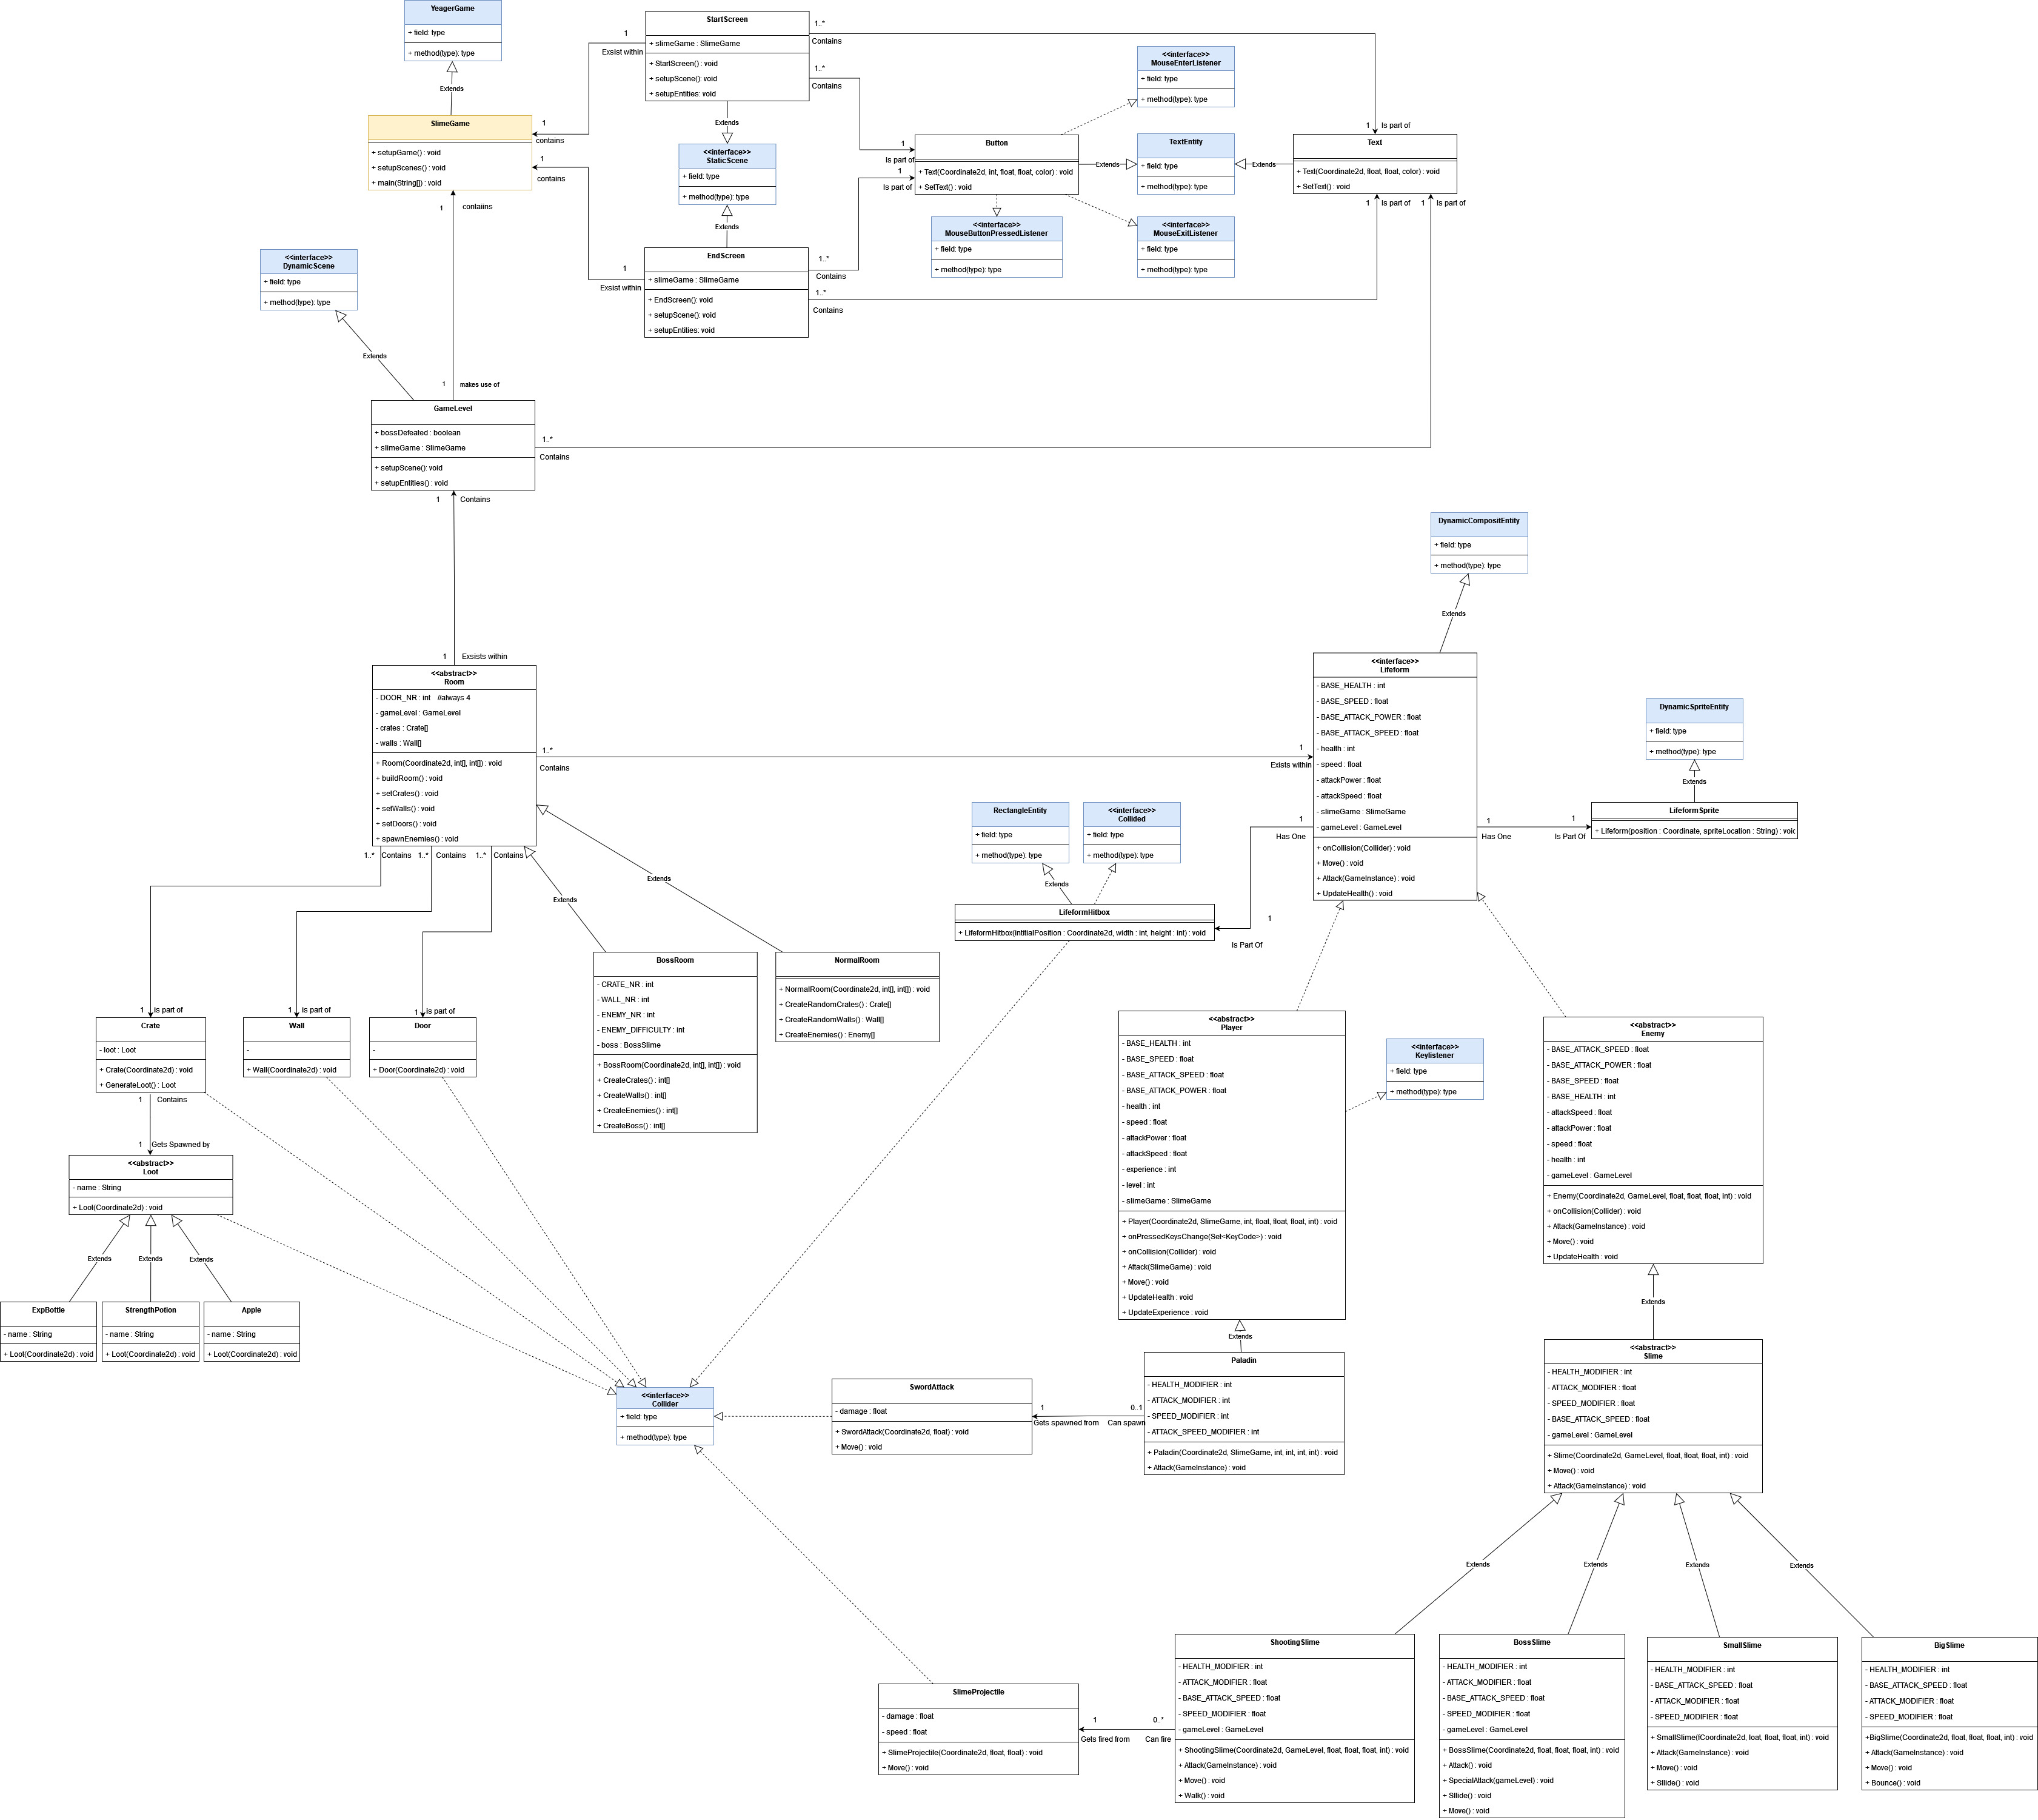 YeagerGame
+ field: type
+ method(type): type
Extends
SlimeGame
+ setupGame() : void
+ setupScenes() : void
+ main(String[]) : void
1
contains
1
contains
1
contaiins
StartScreen
+ slimeGame : SlimeGame
+ StartScreen() : void
+ setupScene(): void
+ setupEntities: void
1
Exsist within
1..*
Contains
1..*
Contains
Extends
<<interface>>
StaticScene
+ field: type
+ method(type): type
Extends
EndScreen
+ slimeGame : SlimeGame
+ EndScreen(): void
+ setupScene(): void
+ setupEntities: void
1
Exsist within
1..*
Contains
1..*
Contains
<<interface>>
MouseEnterListener
+ field: type
+ method(type): type
Button
+ Text(Coordinate2d, int, float, float, color) : void
+ SetText() : void
1
Is part of
1
Is part of
Extends
TextEntity
+ field: type
+ method(type): type
Extends
Text
+ Text(Coordinate2d, float, float, color) : void
+ SetText() : void
1
Is part of
1
Is part of
1
Is part of
<<interface>>
MouseButtonPressedListener
+ field: type
+ method(type): type
<<interface>>
MouseExitListener
+ field: type
+ method(type): type
<<interface>>
DynamicScene
+ field: type
+ method(type): type
Extends
1
makes use of
GameLevel
+ bossDefeated : boolean
+ slimeGame : SlimeGame
+ setupScene(): void
+ setupEntities() : void
1..*
Contains
1
Contains
1
Exsists within
<<abstract>>
Room
- DOOR_NR : int   //always 4
- gameLevel : GameLevel
- crates : Crate[]
- walls : Wall[]
+ Room(Coordinate2d, int[], int[]) : void
+ buildRoom() : void
+ setCrates() : void
+ setWalls() : void
+ setDoors() : void
+ spawnEnemies() : void
1..*
Contains
1..*
Contains
1..*
Contains
1..*
Contains
Extends
Extends
DynamicCompositEntity
+ field: type
+ method(type): type
Extends
<<interface>>
Lifeform
- BASE_HEALTH : int
- BASE_SPEED : float
- BASE_ATTACK_POWER : float
- BASE_ATTACK_SPEED : float
- health : int
- speed : float
- attackPower : float
- attackSpeed : float
- slimeGame : SlimeGame
- gameLevel : GameLevel
+ onCollision(Collider) : void
+ Move() : void
+ Attack(GameInstance) : void
+ UpdateHealth() : void
1
Exists within
1
Has One
1
Has One
1
Is Part Of
DynamicSpriteEntity
+ field: type
+ method(type): type
Extends
LifeformSprite
+ Lifeform(position : Coordinate, spriteLocation : String) : void
RectangleEntity
+ field: type
+ method(type): type
<<interface>>
Collided
+ field: type
+ method(type): type
Extends
LifeformHitbox
+ LifeformHitbox(intitialPosition : Coordinate2d, width : int, height : int) : void
1
Is Part Of
1
is part of
1
is part of
1
is part of
Crate
- loot : Loot
+ Crate(Coordinate2d) : void
+ GenerateLoot() : Loot
Wall
-
+ Wall(Coordinate2d) : void
Door
-
+ Door(Coordinate2d) : void
BossRoom
- CRATE_NR : int
- WALL_NR : int
- ENEMY_NR : int
- ENEMY_DIFFICULTY : int
- boss : BossSlime
+ BossRoom(Coordinate2d, int[], int[]) : void
+ CreateCrates() : int[]
+ CreateWalls() : int[]
+ CreateEnemies() : int[]
+ CreateBoss() : int[]
NormalRoom
+ NormalRoom(Coordinate2d, int[], int[]) : void
+ CreateRandomCrates() : Crate[]
+ CreateRandomWalls() : Wall[]
+ CreateEnemies() : Enemy[]
1
Contains
1
Gets Spawned by
<<abstract>>
Loot
- name : String
+ Loot(Coordinate2d) : void
Extends
Extends
Extends
ExpBottle
- name : String
+ Loot(Coordinate2d) : void
StrengthPotion
- name : String
+ Loot(Coordinate2d) : void
Apple
- name : String
+ Loot(Coordinate2d) : void
<<abstract>>
Player
- BASE_HEALTH : int
- BASE_SPEED : float
- BASE_ATTACK_SPEED : float
- BASE_ATTACK_POWER : float
- health : int
- speed : float
- attackPower : float
- attackSpeed : float
- experience : int
- level : int
- slimeGame : SlimeGame
+ Player(Coordinate2d, SlimeGame, int, float, float, float, int) : void
+ onPressedKeysChange(Set<KeyCode>) : void
+ onCollision(Collider) : void
+ Attack(SlimeGame) : void
+ Move() : void
+ UpdateHealth : void
+ UpdateExperience : void
<<interface>>
Keylistener
+ field: type
+ method(type): type
<<abstract>>
Enemy
- BASE_ATTACK_SPEED : float
- BASE_ATTACK_POWER : float
- BASE_SPEED : float
- BASE_HEALTH : int
- attackSpeed : float
- attackPower : float
- speed : float
- health : int
- gameLevel : GameLevel
+ Enemy(Coordinate2d, GameLevel, float, float, float, int) : void
+ onCollision(Collider) : void
+ Attack(GameInstance) : void
+ Move() : void
+ UpdateHealth : void
Extends
<<abstract>>
Slime
- HEALTH_MODIFIER : int
- ATTACK_MODIFIER : float
- SPEED_MODIFIER : float
- BASE_ATTACK_SPEED : float
- gameLevel : GameLevel
+ Slime(Coordinate2d, GameLevel, float, float, float, int) : void
+ Move() : void
+ Attack(GameInstance) : void
Extends
Paladin
- HEALTH_MODIFIER : int
- ATTACK_MODIFIER : int
- SPEED_MODIFIER : int
- ATTACK_SPEED_MODIFIER : int
+ Paladin(Coordinate2d, SlimeGame, int, int, int, int) : void
+ Attack(GameInstance) : void
0..1
Can spawn
1
Gets spawned from
SwordAttack
- damage : float
+ SwordAttack(Coordinate2d, float) : void
+ Move() : void
<<interface>>
Collider
+ field: type
+ method(type): type
Extends
Extends
Extends
Extends
SlimeProjectile
- damage : float
- speed : float
+ SlimeProjectile(Coordinate2d, float, float) : void
+ Move() : void
1
Gets fired from
0..*
Can fire
ShootingSlime
- HEALTH_MODIFIER : int
- ATTACK_MODIFIER : float
- BASE_ATTACK_SPEED : float
- SPEED_MODIFIER : float
- gameLevel : GameLevel
+ ShootingSlime(Coordinate2d, GameLevel, float, float, float, int) : void
+ Attack(GameInstance) : void
+ Move() : void
+ Walk() : void
BossSlime
- HEALTH_MODIFIER : int
- ATTACK_MODIFIER : float
- BASE_ATTACK_SPEED : float
- SPEED_MODIFIER : float
- gameLevel : GameLevel
+ BossSlime(Coordinate2d, float, float, float, int) : void
+ Attack() : void
+ SpecialAttack(gameLevel) : void
+ Sllide() : void
+ Move() : void
SmallSlime
- HEALTH_MODIFIER : int
- BASE_ATTACK_SPEED : float
- ATTACK_MODIFIER : float
- SPEED_MODIFIER : float
+ SmallSlime(fCoordinate2d, loat, float, float, int) : void
+ Attack(GameInstance) : void
+ Move() : void
+ Sllide() : void
BigSlime
- HEALTH_MODIFIER : int
- BASE_ATTACK_SPEED : float
- ATTACK_MODIFIER : float
- SPEED_MODIFIER : float
+BigSlime(Coordinate2d, float, float, float, int) : void
+ Attack(GameInstance) : void
+ Move() : void
+ Bounce() : void